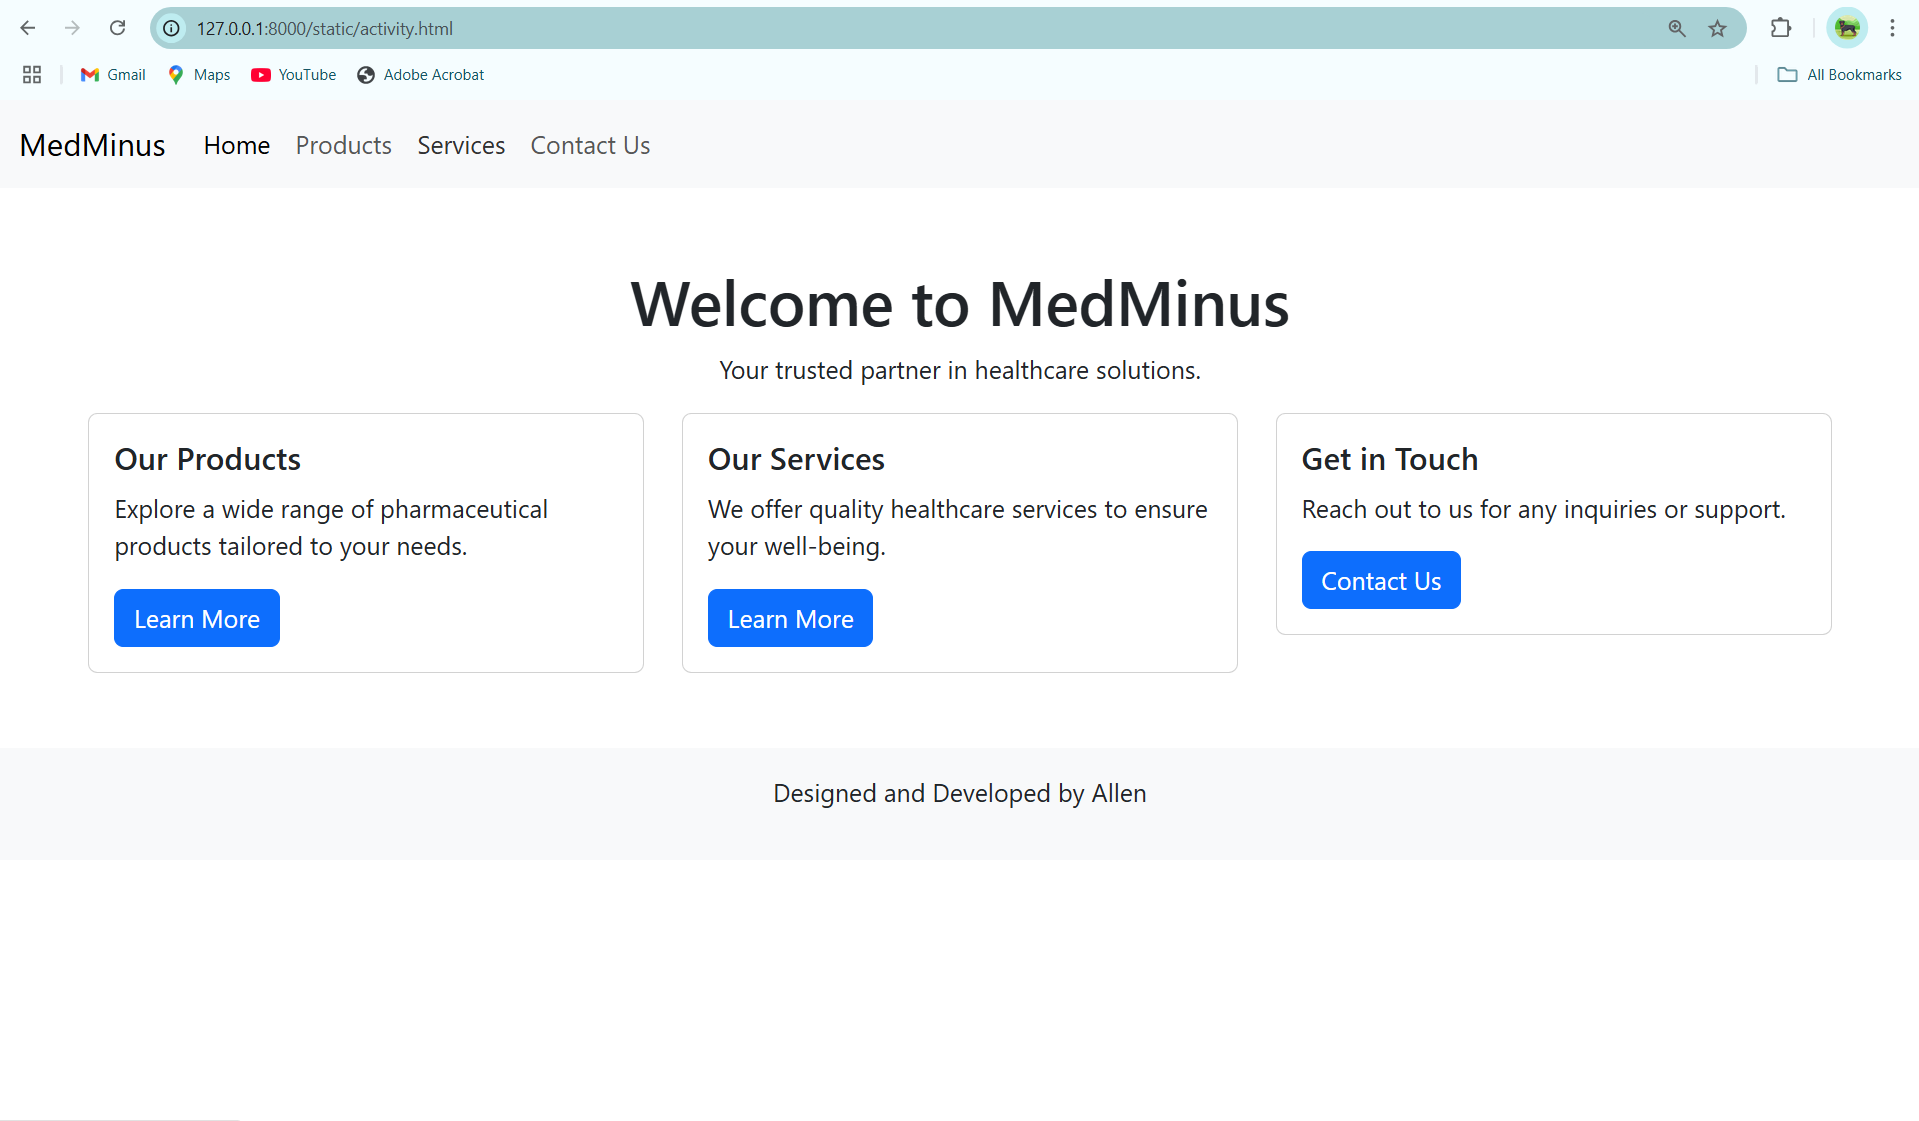 127.0.0.1:8000/static/activity.html
Gmail Maps YouTube Adobe Acrobat All Bookmarks
MedMinus Home Products Services Contact Us
Welcome to MedMinus
Your trusted partner in healthcare solutions.
Our Products
Explore a wide range of pharmaceutical
products tailored to your needs.
Learn More
Our Services
We offer quality healthcare services to ensure
your well-being.
Learn More
Get in Touch
Reach out to us for any inquiries or support.
Contact Us
Designed and Developed by Allen